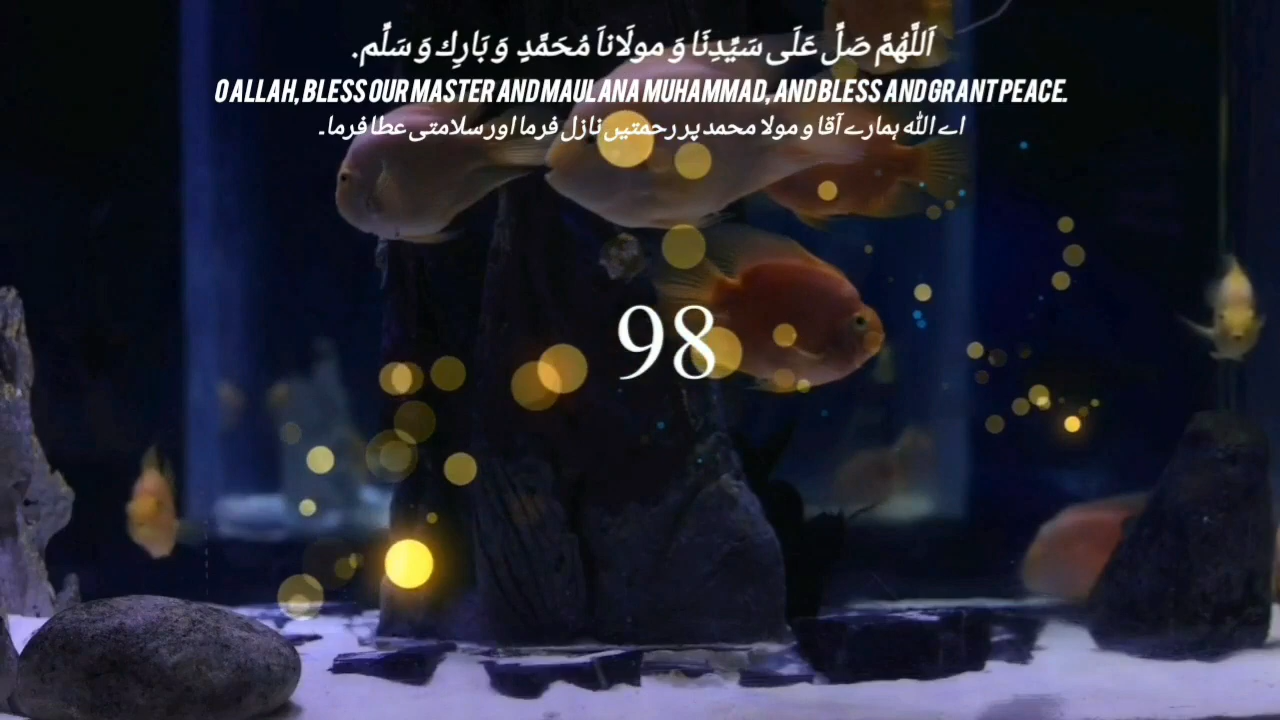 اَللَّهُمَّ صَلِّ عَلَى سَيِّدِنَا وَ مولَاناَ مُحَمَّدٍ وَ بَارِك وَ سَلِّم.
O ALLAH, BLESS OUR MASTER AND MAULANA MUHAMMAD, AND BLESS AND GRANT PEACE.
اے اللہ ہمارے آقا و مولا محمد پر رحمتیں نازل فرما اور سلامتی عطا فرما۔
98